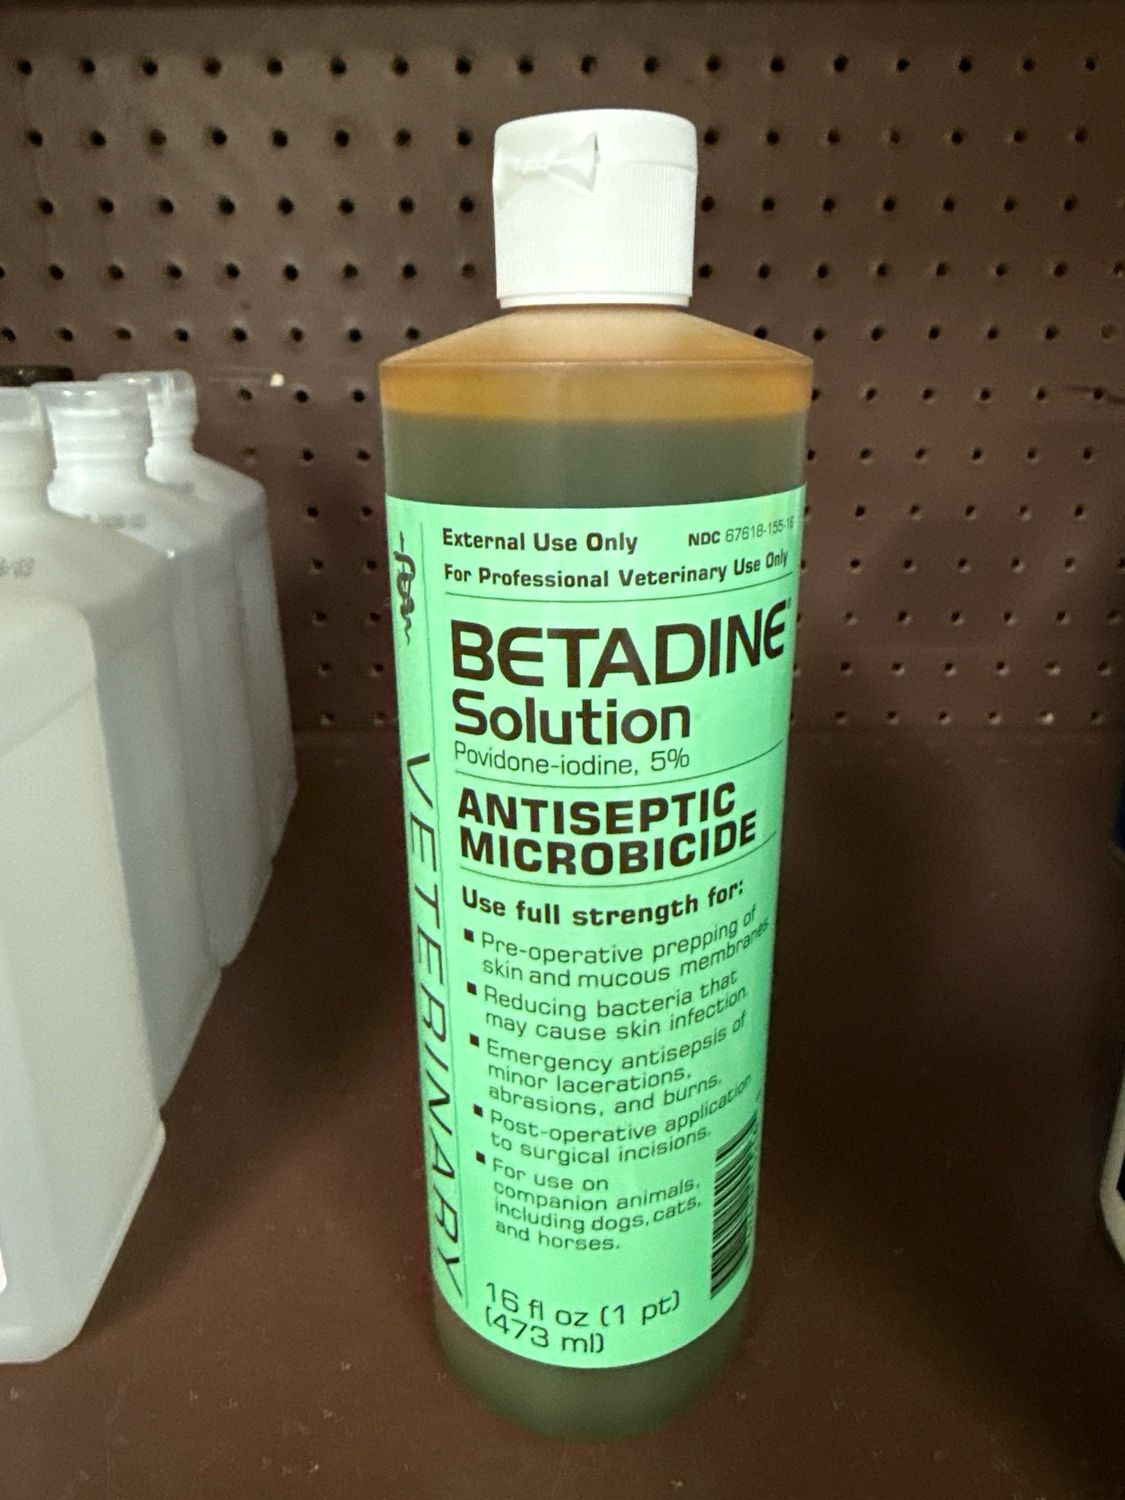 External Use Only
NDC 67618-155-16
For Professional Veterinary Use Only
BETADINE®
Solution
Povidone-iodine, 5%
ANTISEPTIC
MICROBICIDE
Use full strength for:
▪ Pre-operative prepping of
skin and mucous membranes.
▪ Reducing bacteria that
may cause skin infection.
▪ Emergency antisepsis of
minor lacerations,
abrasions, and burns.
▪ Post-operative application
to surgical incisions.
▪ For use on
companion animals,
including dogs, cats,
and horses.
16 fl oz (1 pt)
(473 ml)
VETERINARY